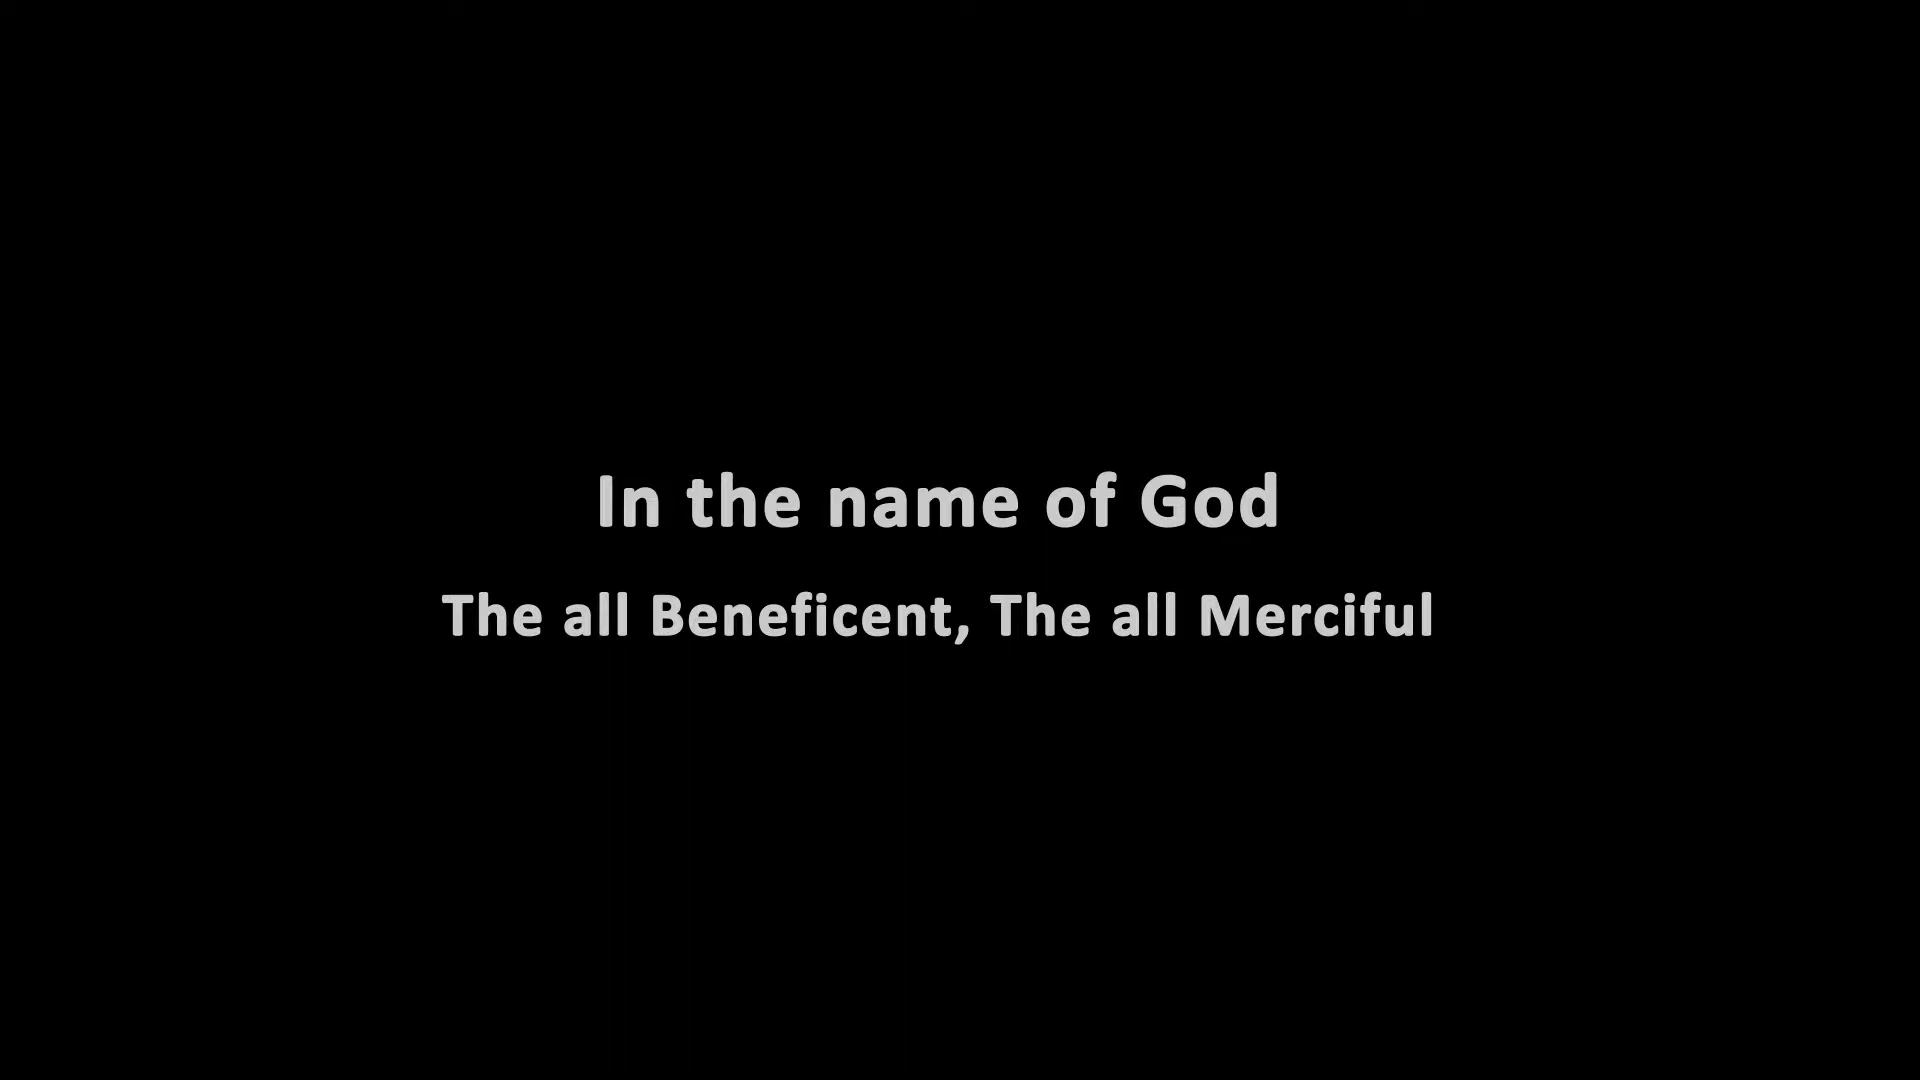 In the name of God
The all Beneficent, The all Merciful